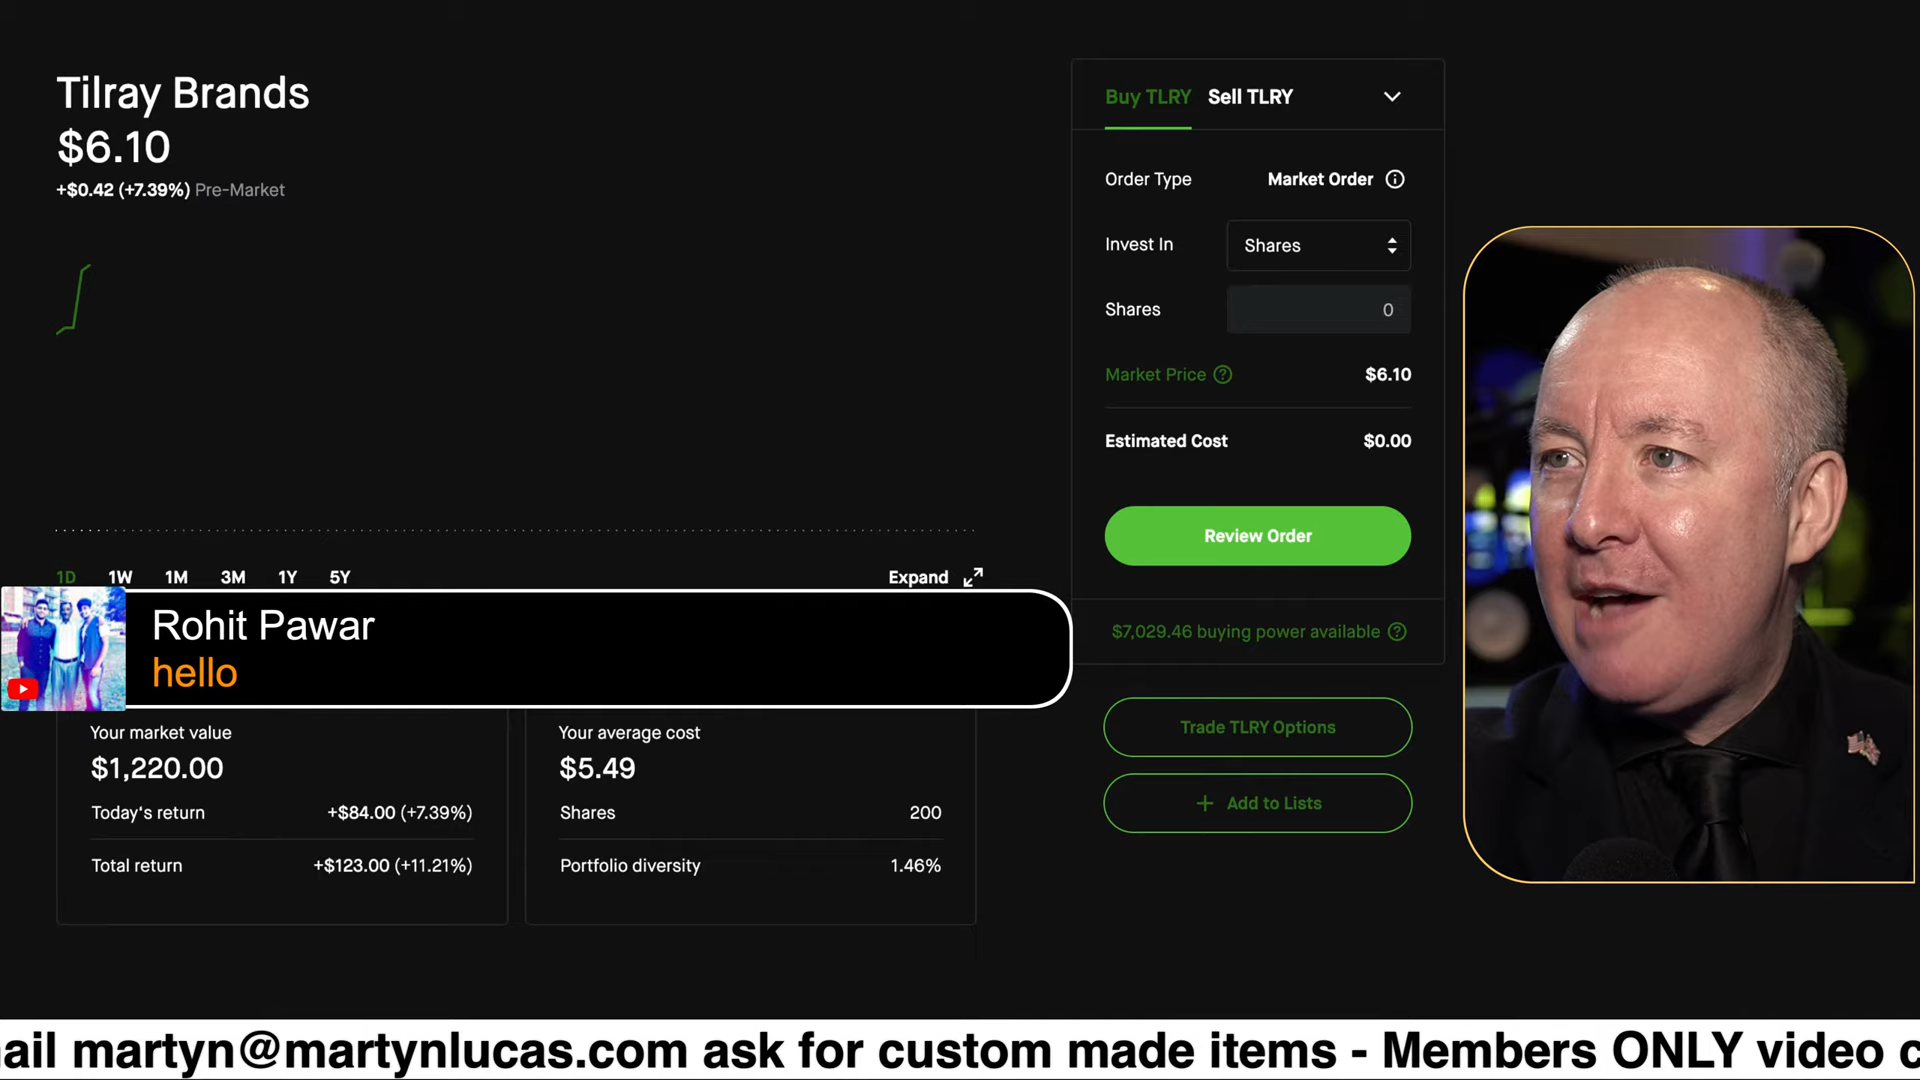 Tilray Brands
$6.10
+$0.42 (+7.39%) Pre-Market
1D 1W 1M 3M 1Y 5Y
Expand
Rohit Pawar
hello
Your market value
$1,220.00
Today's return +$84.00 (+7.39%)
Total return +$123.00 (+11.21%)
Your average cost
$5.49
Shares 200
Portfolio diversity 1.46%
Buy TLRY Sell TLRY
Order Type Market Order
Invest In Shares
Shares 0
Market Price $6.10
Estimated Cost $0.00
Review Order
$7,029.46 buying power available
Trade TLRY Options
+ Add to Lists
ail martyn@martynlucas.com ask for custom made items - Members ONLY video c